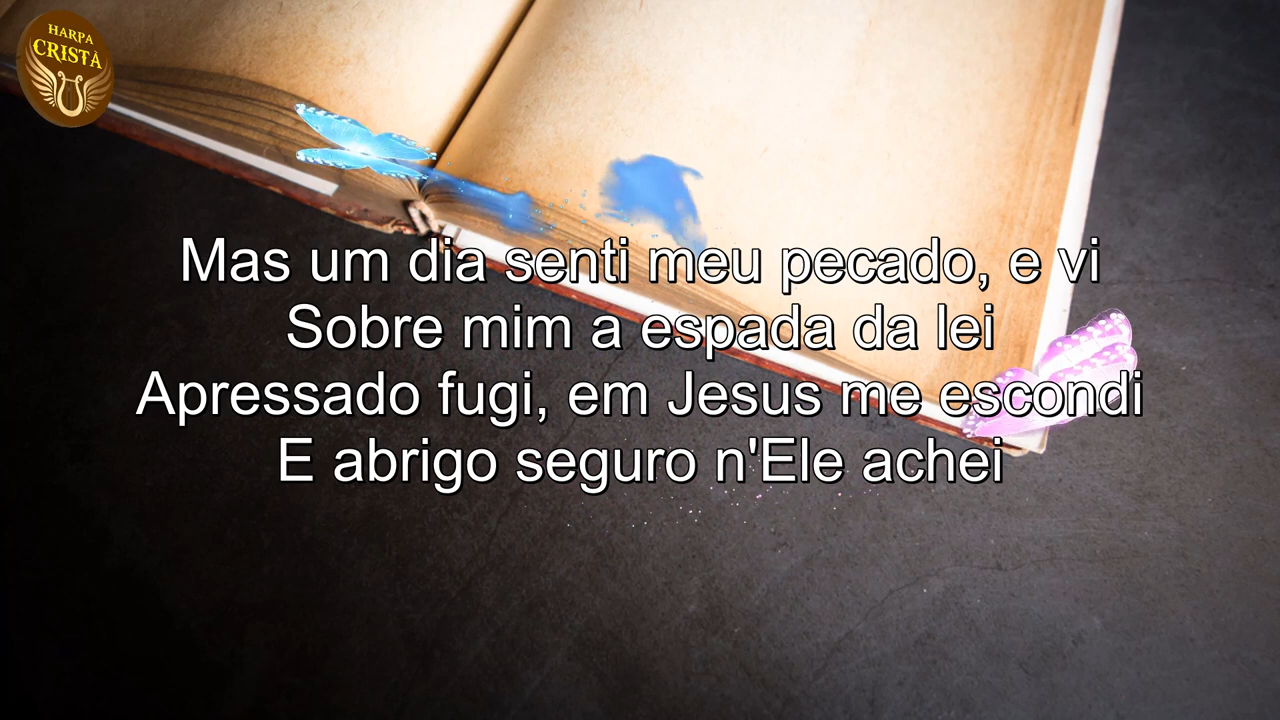 HARPA
CRISTÃ
Mas um dia senti meu pecado, e vi
Sobre mim a espada da lei
Apressado fugi, em Jesus me escondi
E abrigo seguro n'Ele achei